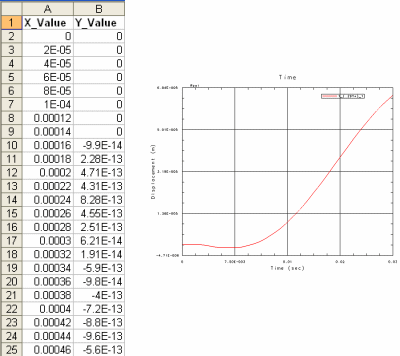 A B
1 X_Value Y_Value
2 0 0
3 2E-05 0
4 4E-05 0
5 6E-05 0
6 8E-05 0
7 1E-04 0
8 0.00012 0
9 0.00014 0
10 0.00016 -9.9E-14
11 0.00018 2.28E-13
12 0.0002 4.71E-13
13 0.00022 4.31E-13
14 0.00024 8.28E-13
15 0.00026 4.55E-13
16 0.00028 2.51E-13
17 0.0003 6.21E-14
18 0.00032 1.91E-14
19 0.00034 -5.9E-13
20 0.00036 -9.8E-14
21 0.00038 -4E-13
22 0.0004 -7.2E-13
23 0.00042 -8.8E-13
24 0.00044 -9.6E-13
25 0.00046 -5.6E-13
Time
Displacement (m)
0 0.02
Time (sec)